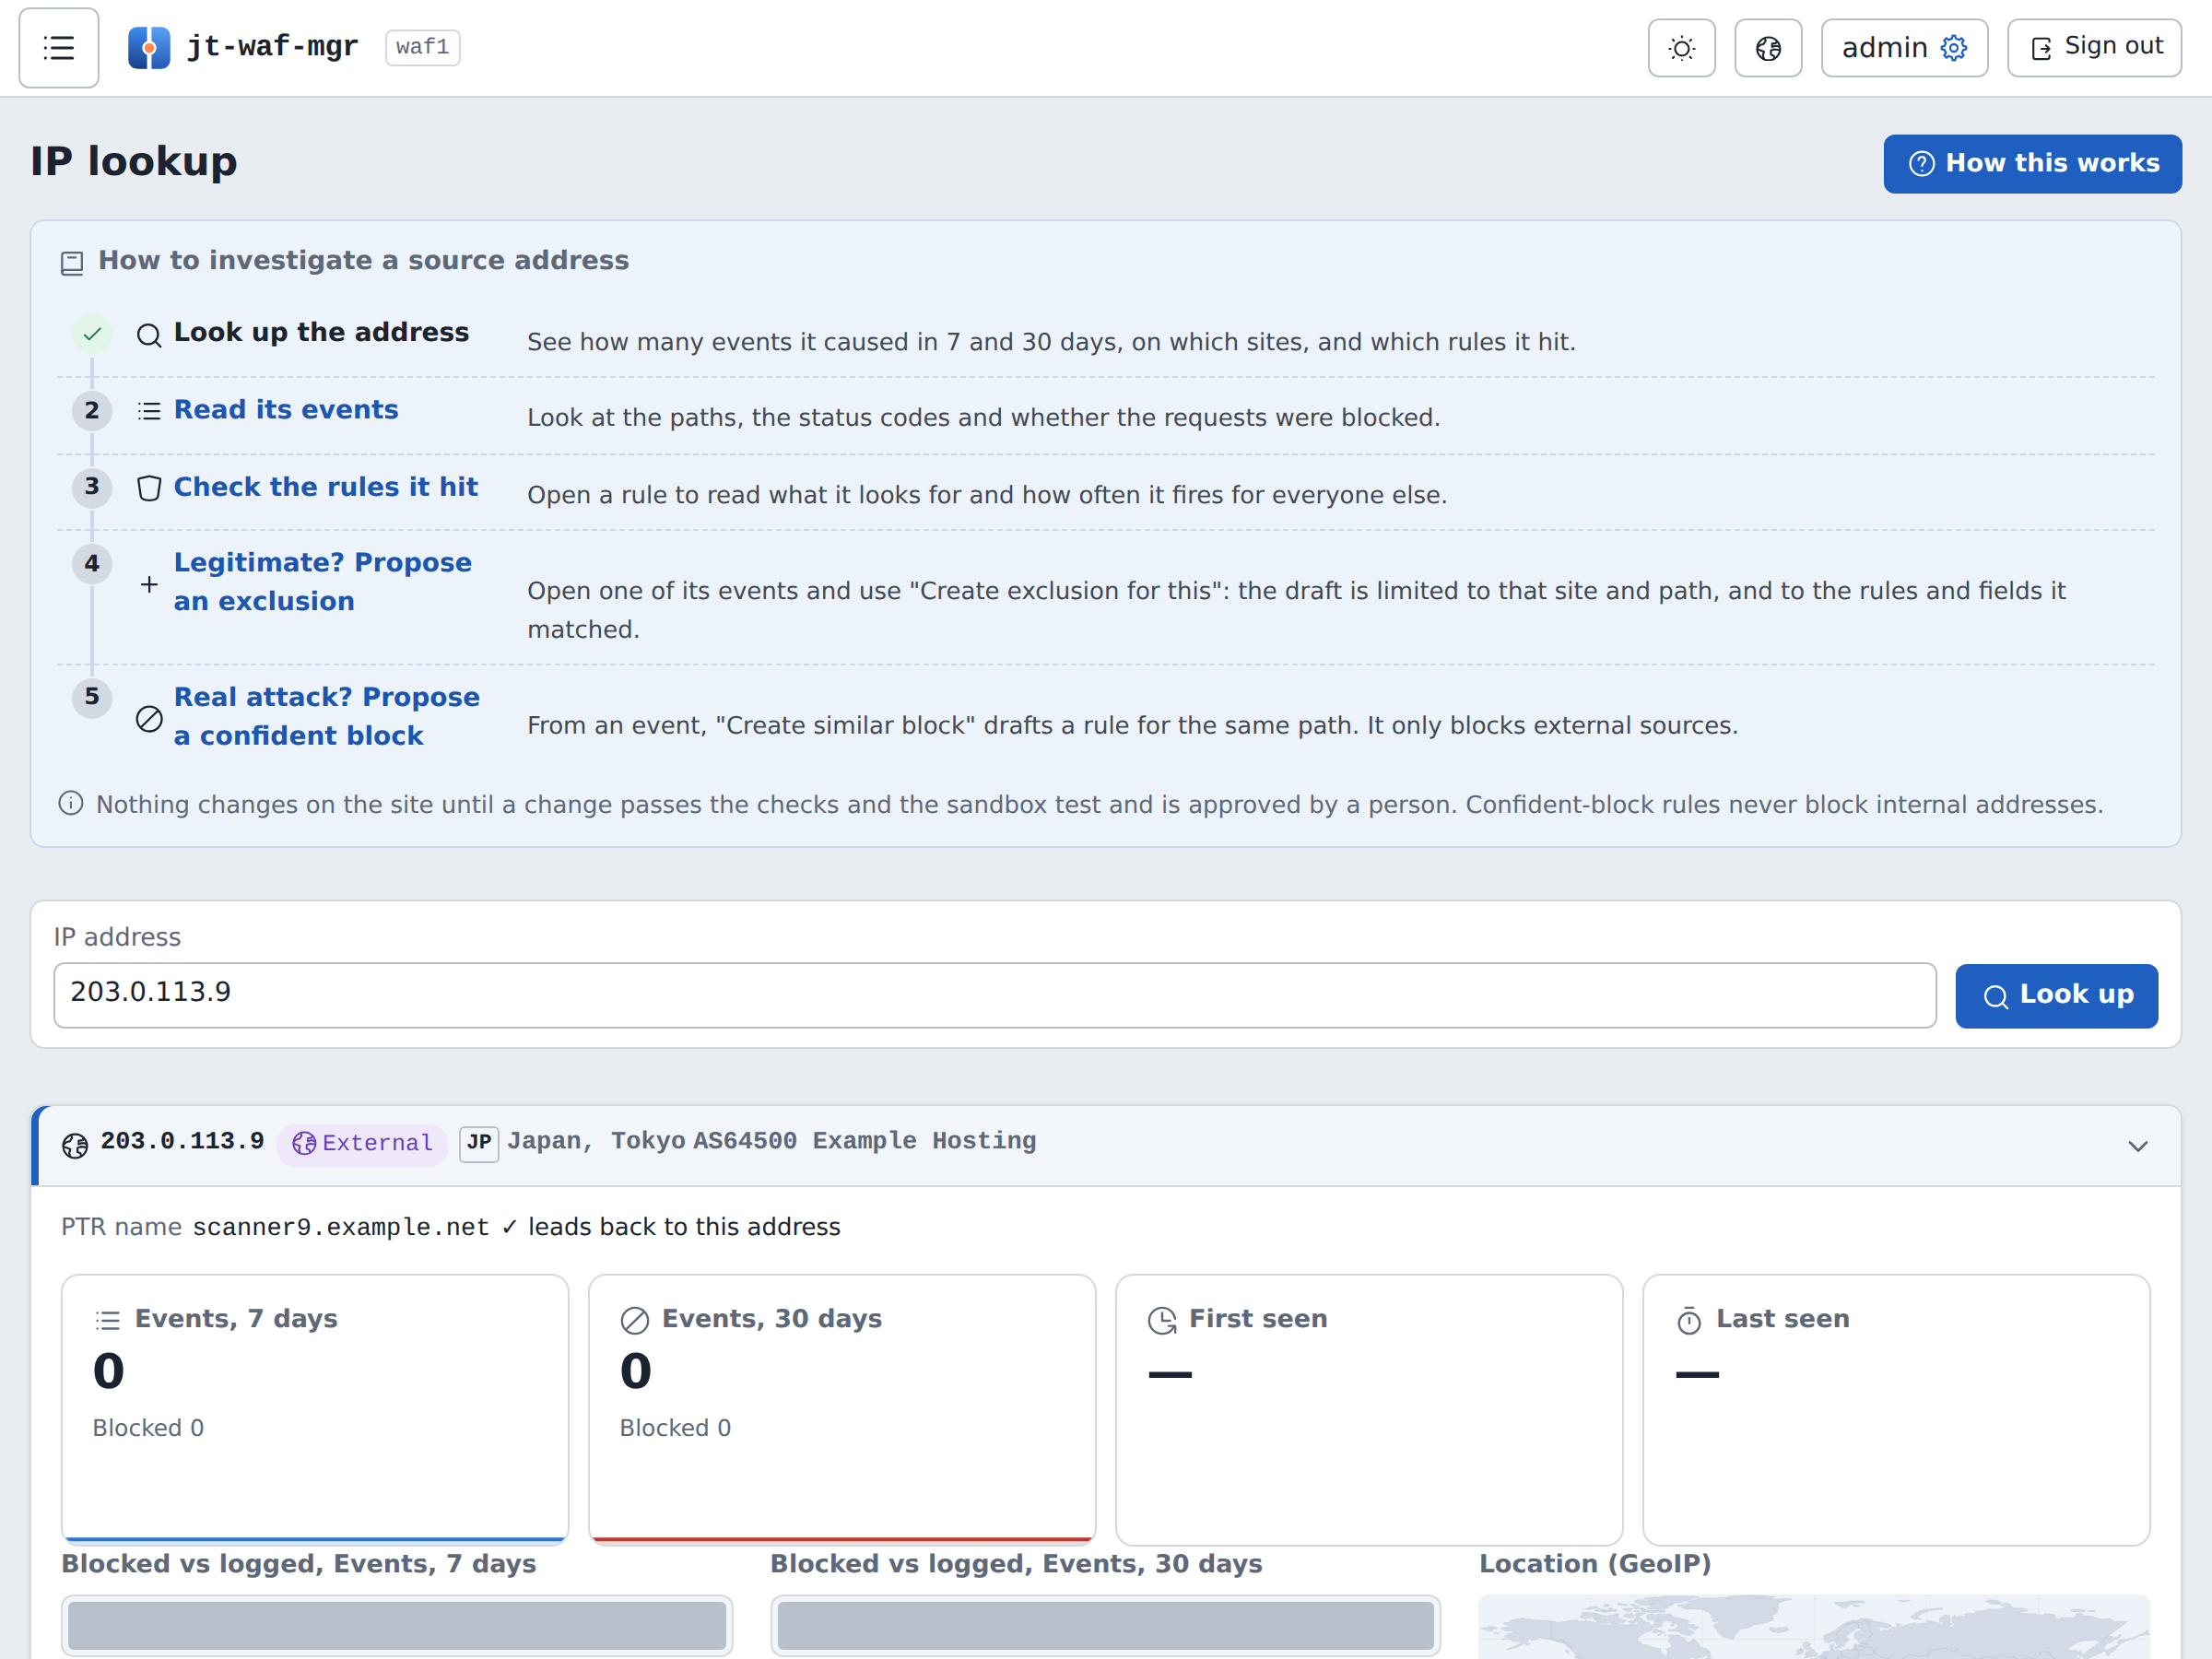 jt-waf-mgr waf1 admin Sign out
IP lookup
How this works
How to investigate a source address
Look up the address See how many events it caused in 7 and 30 days, on which sites, and which rules it hit.
2 Read its events Look at the paths, the status codes and whether the requests were blocked.
3 Check the rules it hit Open a rule to read what it looks for and how often it fires for everyone else.
4 Legitimate? Propose
an exclusion
Open one of its events and use "Create exclusion for this": the draft is limited to that site and path, and to the rules and fields it
matched.
5 Real attack? Propose
a confident block
From an event, "Create similar block" drafts a rule for the same path. It only blocks external sources.
Nothing changes on the site until a change passes the checks and the sandbox test and is approved by a person. Confident-block rules never block internal addresses.
IP address
203.0.113.9 Look up
203.0.113.9 External JP Japan, Tokyo AS64500 Example Hosting
PTR name scanner9.example.net ✓ leads back to this address
Events, 7 days
0
Blocked 0
Events, 30 days
0
Blocked 0
First seen
—
Last seen
—
Blocked vs logged, Events, 7 days
Blocked vs logged, Events, 30 days
Location (GeoIP)